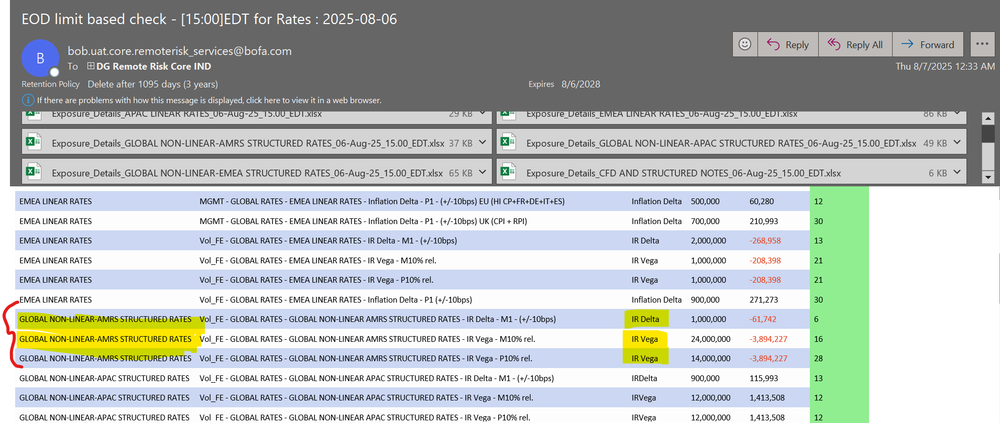 EOD limit based check - [15:00]EDT for Rates : 2025-08-06
B
bob.uat.core.remoterisk_services@bofa.com
Reply
Reply All
Forward
To DG Remote Risk Core IND
Thu 8/7/2025 12:33 AM
Retention Policy Delete after 1095 days (3 years)
Expires 8/6/2028
If there are problems with how this message is displayed, click here to view it in a web browser.
Exposure_Details_APAC LINEAR RATES_06-Aug-25_15.00_EDT.xlsx 29 KB
Exposure_Details_EMEA LINEAR RATES_06-Aug-25_15.00_EDT.xlsx 86 KB
Exposure_Details_GLOBAL NON-LINEAR-AMRS STRUCTURED RATES_06-Aug-25_15.00_EDT.xlsx 37 KB
Exposure_Details_GLOBAL NON-LINEAR-APAC STRUCTURED RATES_06-Aug-25_15.00_EDT.xlsx 49 KB
Exposure_Details_GLOBAL NON-LINEAR-EMEA STRUCTURED RATES_06-Aug-25_15.00_EDT.xlsx 65 KB
Exposure_Details_CFD AND STRUCTURED NOTES_06-Aug-25_15.00_EDT.xlsx 6 KB
EMEA LINEAR RATES MGMT - GLOBAL RATES - EMEA LINEAR RATES - Inflation Delta - P1 - (+/-10bps) EU (HI CP+FR+DE+IT+ES) Inflation Delta 500,000 60,280 12
EMEA LINEAR RATES MGMT - GLOBAL RATES - EMEA LINEAR RATES - Inflation Delta - P1 - (+/-10bps) UK (CPI + RPI) Inflation Delta 700,000 210,993 30
EMEA LINEAR RATES Vol_FE - GLOBAL RATES - EMEA LINEAR RATES - IR Delta - M1 - (+/-10bps) IR Delta 2,000,000 -268,958 13
EMEA LINEAR RATES Vol_FE - GLOBAL RATES - EMEA LINEAR RATES - IR Vega - M10% rel. IR Vega 1,000,000 -208,398 21
EMEA LINEAR RATES Vol_FE - GLOBAL RATES - EMEA LINEAR RATES - IR Vega - P10% rel. IR Vega 1,000,000 -208,398 21
EMEA LINEAR RATES Vol_FE - GLOBAL RATES - EMEA LINEAR RATES - Inflation Delta - P1 (+/-10bps) Inflation Delta 900,000 271,273 30
GLOBAL NON-LINEAR-AMRS STRUCTURED RATES Vol_FE - GLOBAL RATES - GLOBAL NON-LINEAR AMRS STRUCTURED RATES - IR Delta - M1 - (+/-10bps) IR Delta 1,000,000 -61,742 6
GLOBAL NON-LINEAR-AMRS STRUCTURED RATES Vol_FE - GLOBAL RATES - GLOBAL NON-LINEAR AMRS STRUCTURED RATES - IR Vega - M10% rel. IR Vega 24,000,000 -3,894,227 16
GLOBAL NON-LINEAR-AMRS STRUCTURED RATES Vol_FE - GLOBAL RATES - GLOBAL NON-LINEAR AMRS STRUCTURED RATES - IR Vega - P10% rel. IR Vega 14,000,000 -3,894,227 28
GLOBAL NON-LINEAR-APAC STRUCTURED RATES Vol_FE - GLOBAL RATES - GLOBAL NON-LINEAR APAC STRUCTURED RATES - IR Delta - M1 - (+/-10bps) IRDelta 900,000 115,993 13
GLOBAL NON-LINEAR-APAC STRUCTURED RATES Vol_FE - GLOBAL RATES - GLOBAL NON-LINEAR APAC STRUCTURED RATES - IR Vega - M10% rel. IRVega 12,000,000 1,413,508 12
GLOBAL NON-LINEAR-APAC STRUCTURED RATES Vol_FE - GLOBAL RATES - GLOBAL NON-LINEAR APAC STRUCTURED RATES - IR Vega - P10% rel. IRVega 12,000,000 1,413,508 12